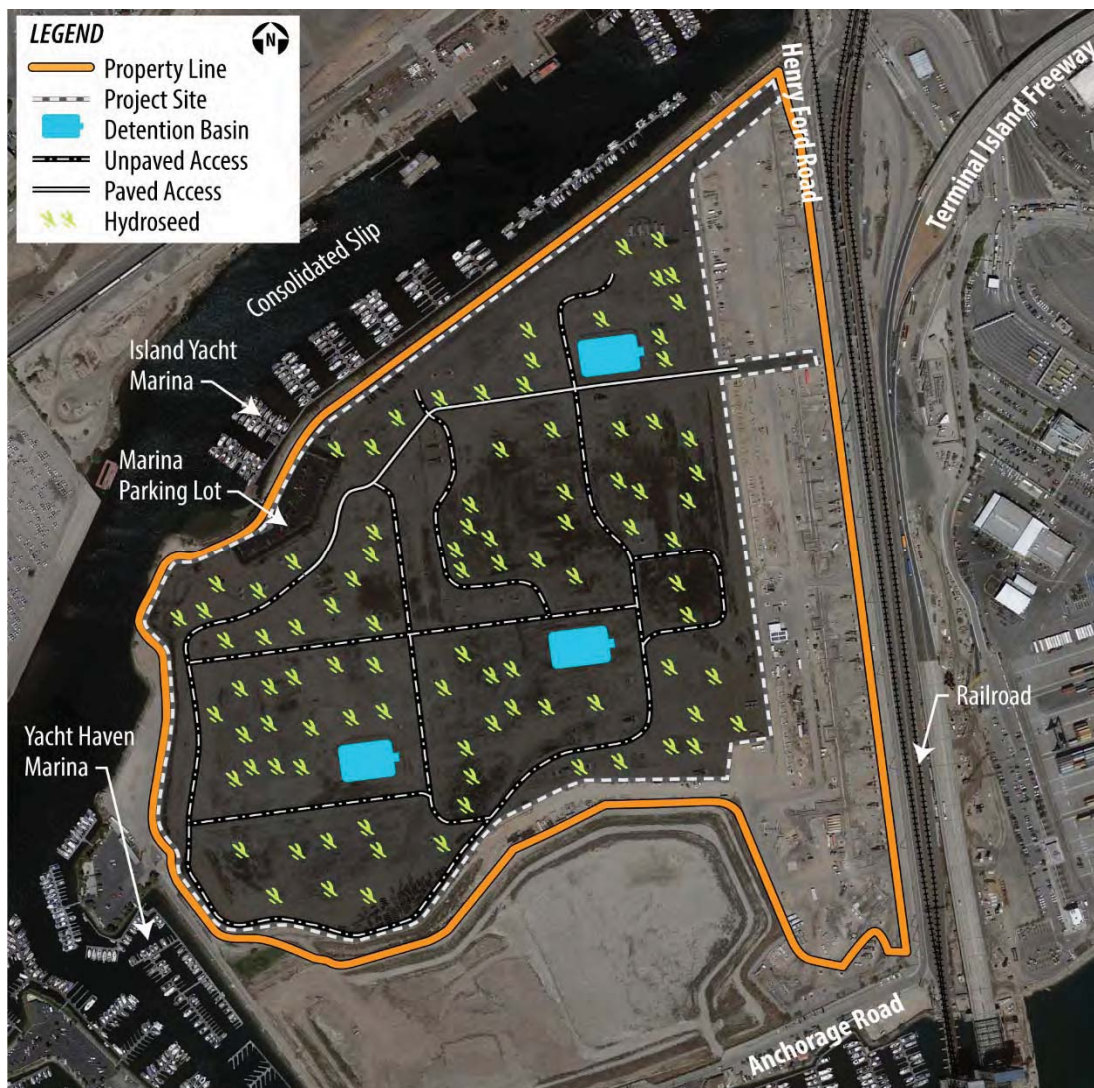 LEGEND
N
Property Line
Project Site
Detention Basin
Unpaved Access
Paved Access
Hydroseed
Henry Ford Road
Terminal Island Freeway
Consolidated Slip
Island Yacht
Marina
Marina
Parking Lot
Railroad
Yacht Haven
Marina
Anchorage Road